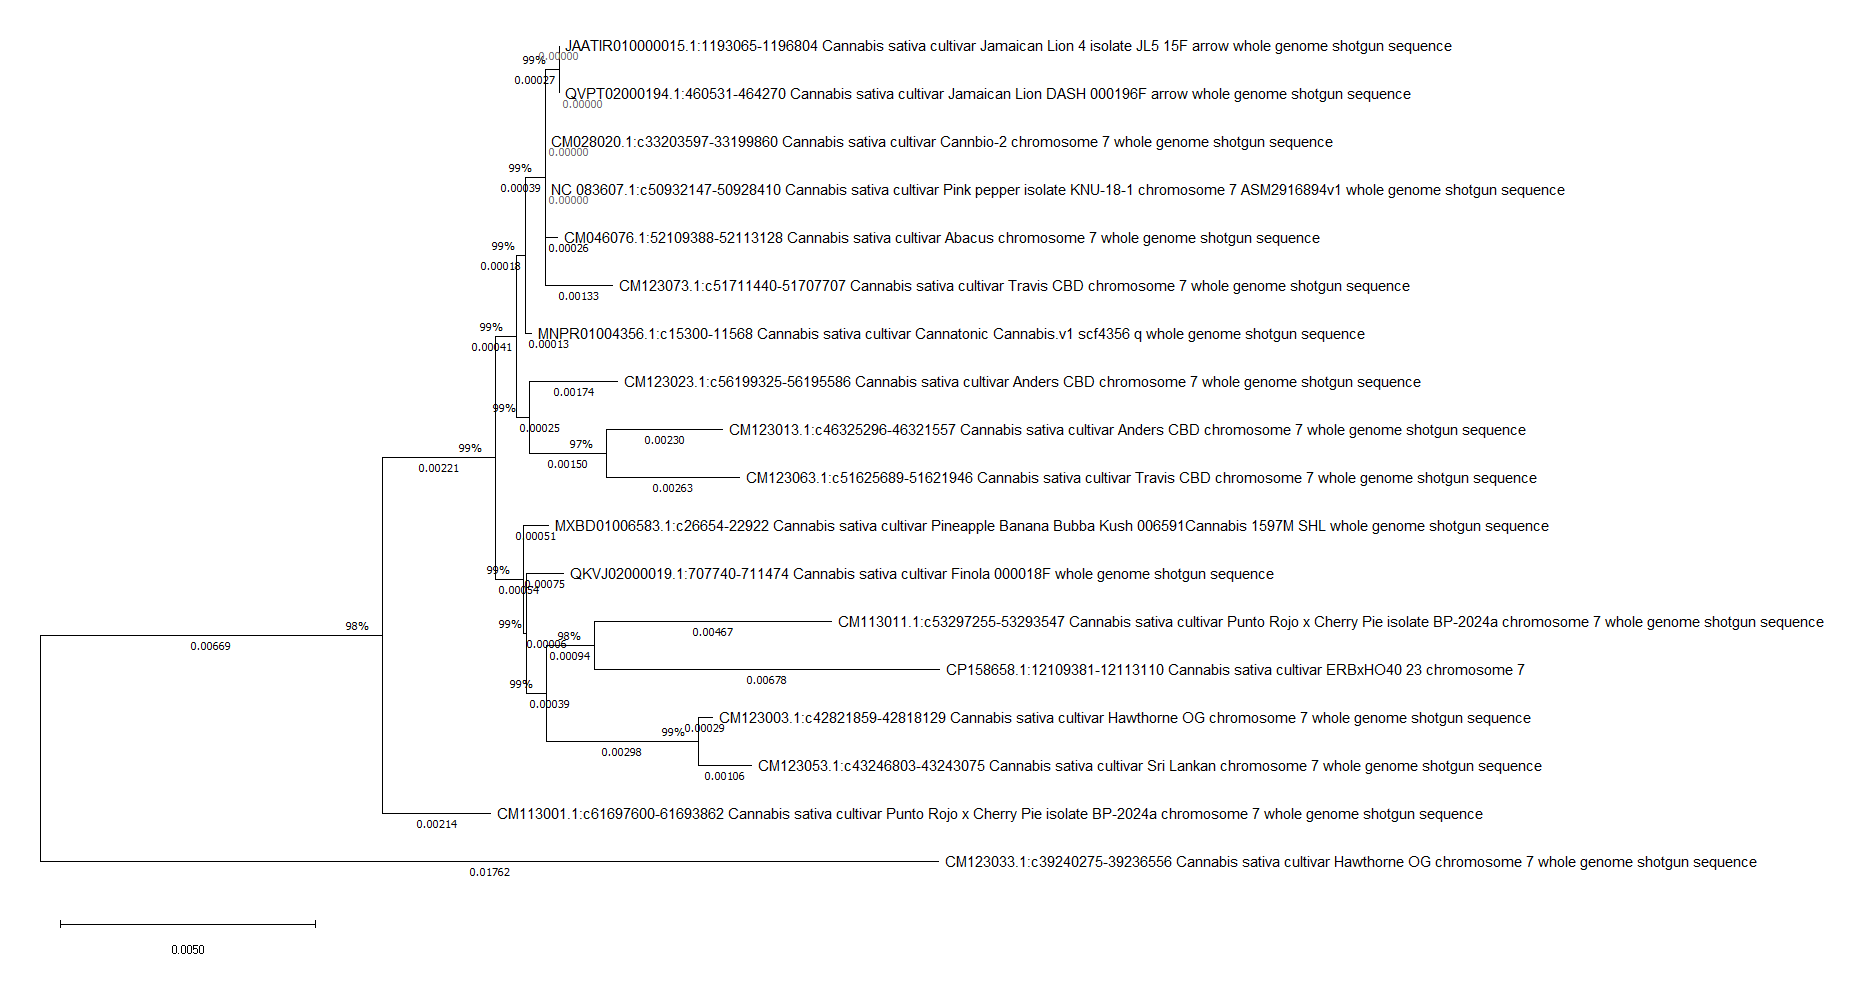 JAATIR010000015.1:1193065-1196804 Cannabis sativa cultivar Jamaican Lion 4 isolate JL5 15F arrow whole genome shotgun sequence
0.00000
99%
0.00027
QVPT02000194.1:460531-464270 Cannabis sativa cultivar Jamaican Lion DASH 000196F arrow whole genome shotgun sequence
0.00000
CM028020.1:c33203597-33199860 Cannabis sativa cultivar Cannbio-2 chromosome 7 whole genome shotgun sequence
0.00000
99%
0.00039
NC 083607.1:c50932147-50928410 Cannabis sativa cultivar Pink pepper isolate KNU-18-1 chromosome 7 ASM2916894v1 whole genome shotgun sequence
0.00000
CM046076.1:52109388-52113128 Cannabis sativa cultivar Abacus chromosome 7 whole genome shotgun sequence
0.00026
99%
0.00018
CM123073.1:c51711440-51707707 Cannabis sativa cultivar Travis CBD chromosome 7 whole genome shotgun sequence
0.00133
99%
0.00041
MNPR01004356.1:c15300-11568 Cannabis sativa cultivar Cannatonic Cannabis.v1 scf4356 q whole genome shotgun sequence
0.00013
CM123023.1:c56199325-56195586 Cannabis sativa cultivar Anders CBD chromosome 7 whole genome shotgun sequence
0.00174
99%
0.00025
CM123013.1:c46325296-46321557 Cannabis sativa cultivar Anders CBD chromosome 7 whole genome shotgun sequence
0.00230
97%
0.00150
99%
0.00221
CM123063.1:c51625689-51621946 Cannabis sativa cultivar Travis CBD chromosome 7 whole genome shotgun sequence
0.00263
MXBD01006583.1:c26654-22922 Cannabis sativa cultivar Pineapple Banana Bubba Kush 006591Cannabis 1597M SHL whole genome shotgun sequence
0.00051
99%
0.00054
QKVJ02000019.1:707740-711474 Cannabis sativa cultivar Finola 000018F whole genome shotgun sequence
0.00075
CM113011.1:c53297255-53293547 Cannabis sativa cultivar Punto Rojo x Cherry Pie isolate BP-2024a chromosome 7 whole genome shotgun sequence
0.00467
99%
0.00006
98%
0.00094
98%
0.00669
CP158658.1:12109381-12113110 Cannabis sativa cultivar ERBxHO40 23 chromosome 7
0.00678
99%
0.00039
CM123003.1:c42821859-42818129 Cannabis sativa cultivar Hawthorne OG chromosome 7 whole genome shotgun sequence
0.00029
99%
0.00298
CM123053.1:c43246803-43243075 Cannabis sativa cultivar Sri Lankan chromosome 7 whole genome shotgun sequence
0.00106
CM113001.1:c61697600-61693862 Cannabis sativa cultivar Punto Rojo x Cherry Pie isolate BP-2024a chromosome 7 whole genome shotgun sequence
0.00214
CM123033.1:c39240275-39236556 Cannabis sativa cultivar Hawthorne OG chromosome 7 whole genome shotgun sequence
0.01762
0.0050